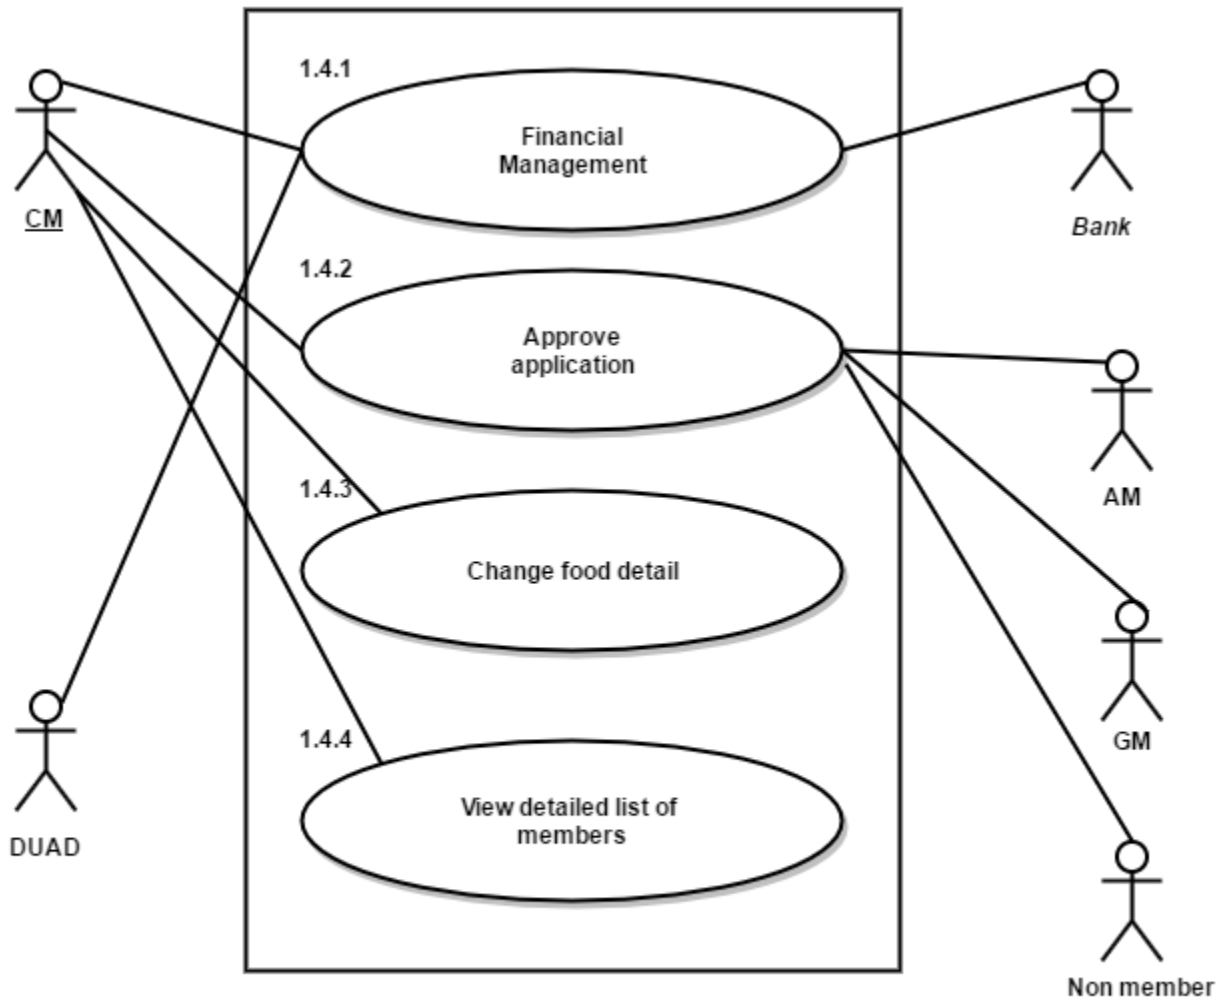 1.4.1
Financial
Management
CM
Bank
1.4.2
Approve
application
AM
1.4.3
Change food detail
GM
1.4.4
View detailed list of
members
DUAD
Non member